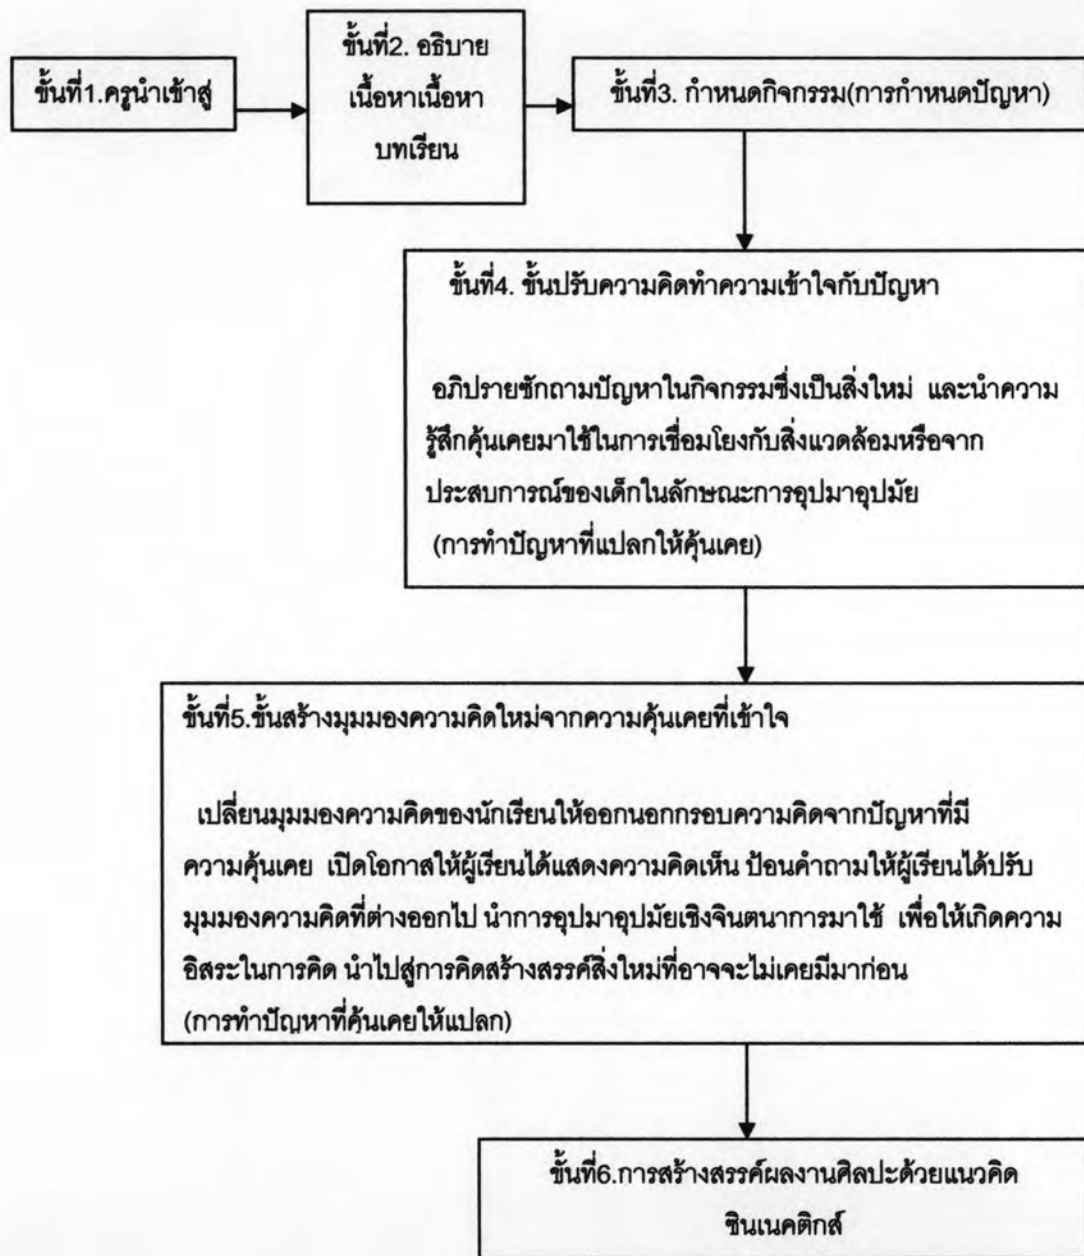 ขั้นที่1.ครูนำเข้าสู่
ขั้นที่2. อธิบาย
เนื้อหาเนื้อหา
บทเรียน
ขั้นที่3. กำหนดกิจกรรม(การกำหนดปัญหา)
ขั้นที่4. ขั้นปรับความคิดทำความเข้าใจกับปัญหา
อภิปรายซักถามปัญหาในกิจกรรมซึ่งเป็นสิ่งใหม่ และนำความ
รู้สึกคุ้นเคยมาใช้ในการเชื่อมโยงกับสิ่งแวดล้อมหรือจาก
ประสบการณ์ของเด็กในลักษณะการอุปมาอุปมัย
(การทำปัญหาที่แปลกให้คุ้นเคย)
ขั้นที่5.ขั้นสร้างมุมมองความคิดใหม่จากความคุ้นเคยที่เข้าใจ
เปลี่ยนมุมมองความคิดของนักเรียนให้ออกนอกกรอบความคิดจากปัญหาที่มี
ความคุ้นเคย เปิดโอกาสให้ผู้เรียนได้แสดงความคิดเห็น ป้อนคำถามให้ผู้เรียนได้ปรับ
มุมมองความคิดที่ต่างออกไป นำการอุปมาอุปมัยเชิงจินตนาการมาใช้ เพื่อให้เกิดความ
อิสระในการคิด นำไปสู่การคิดสร้างสรรค์สิ่งใหม่ที่อาจจะไม่เคยมีมาก่อน
(การทำปัญหาที่คุ้นเคยให้แปลก)
ขั้นที่6.การสร้างสรรค์ผลงานศิลปะด้วยแนวคิด
ซินเนคติกส์